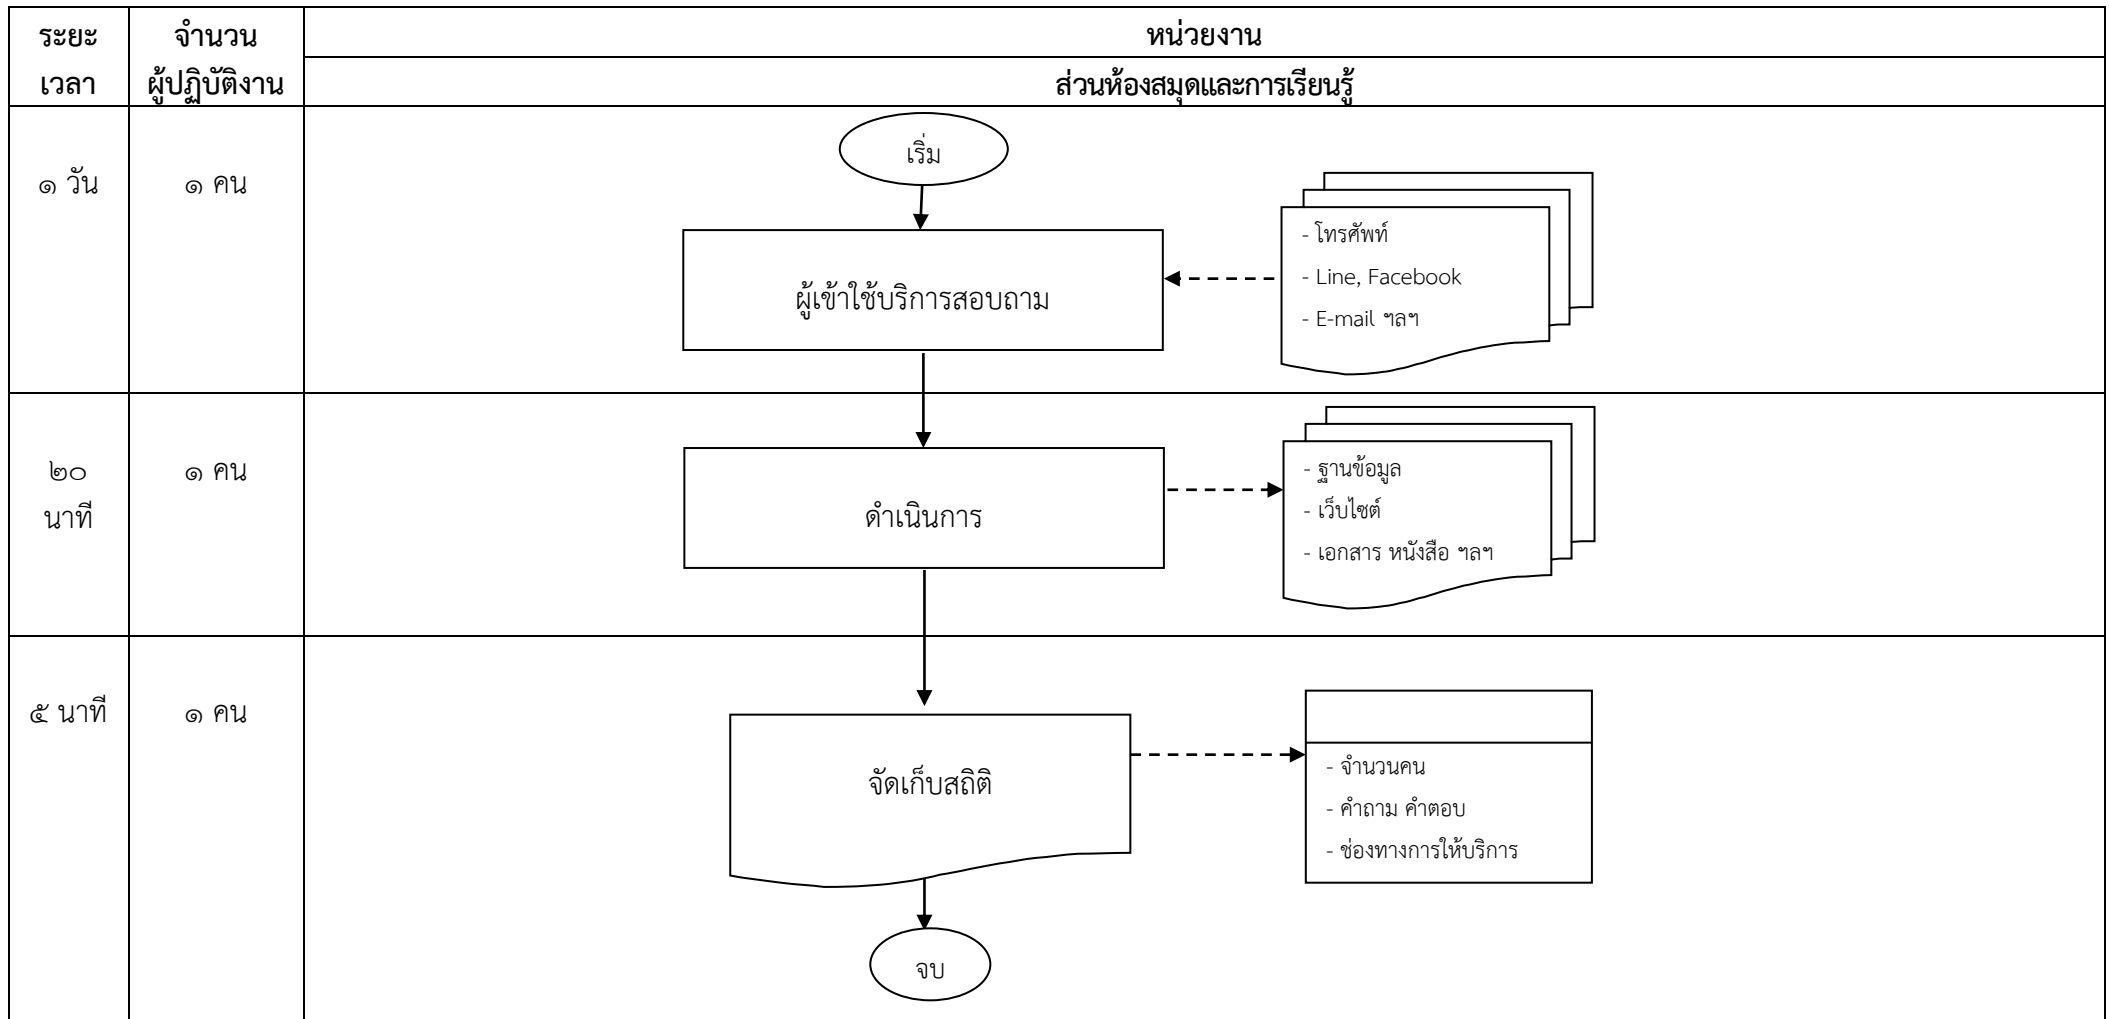 ระยะ
เวลา
จำนวน
ผู้ปฏิบัติงาน
หน่วยงาน
ส่วนห้องสมุดและการเรียนรู้
๑ วัน
๑ คน
เริ่ม
ผู้เข้าใช้บริการสอบถาม
- โทรศัพท์
- Line, Facebook
- E-mail ฯลฯ
๒๐
นาที
๑ คน
ดำเนินการ
- ฐานข้อมูล
- เว็บไซต์
- เอกสาร หนังสือ ฯลฯ
๕ นาที
๑ คน
จัดเก็บสถิติ
- จำนวนคน
- คำถาม คำตอบ
- ช่องทางการให้บริการ
จบ